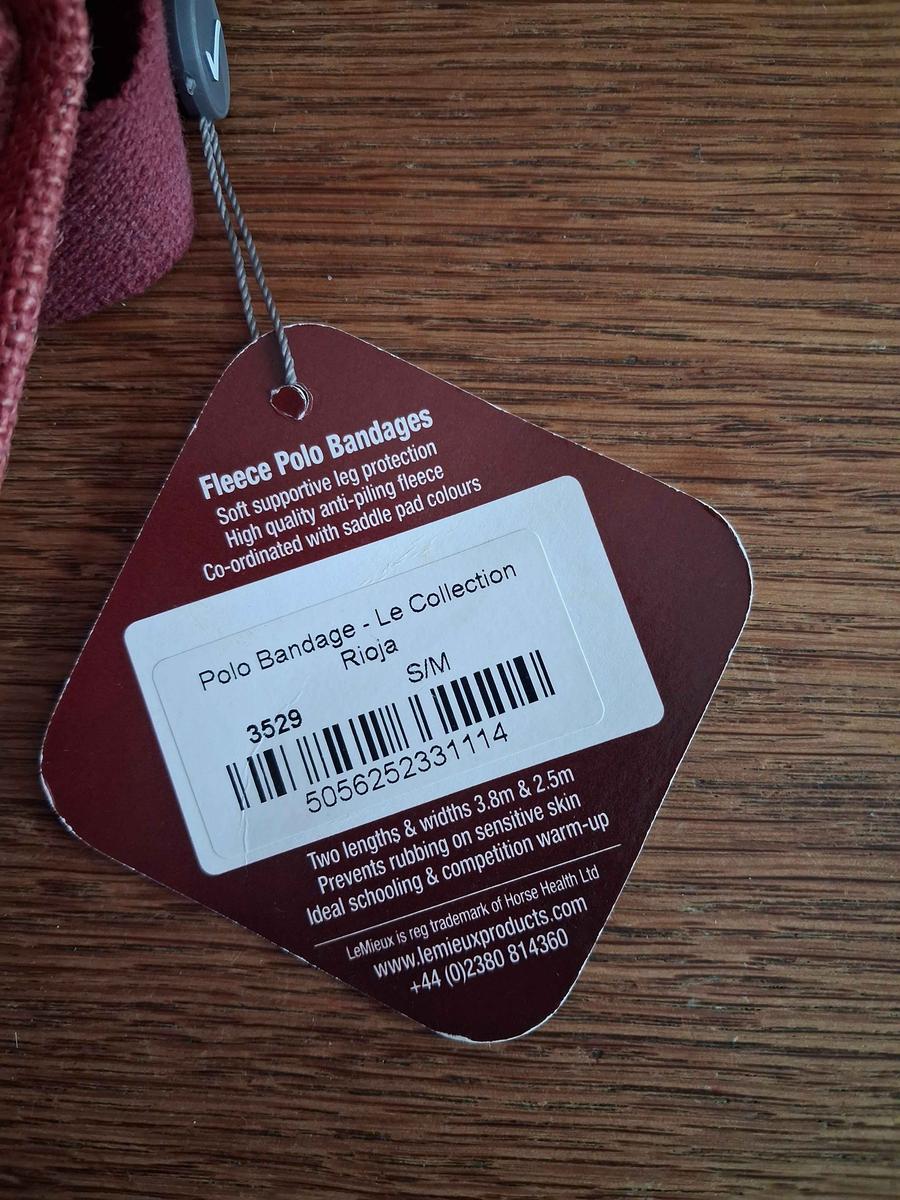 Fleece Polo Bandages
Soft supportive leg protection
High quality anti-piling fleece
Co-ordinated with saddle pad colours
Polo Bandage - Le Collection
Rioja
S/M
3529
5056252331114
Two lengths & widths 3.8m & 2.5m
Prevents rubbing on sensitive skin
Ideal schooling & competition warm-up
LeMieux is reg trademark of Horse Health Ltd
www.lemieuxproducts.com
+44 (0)2380 814360